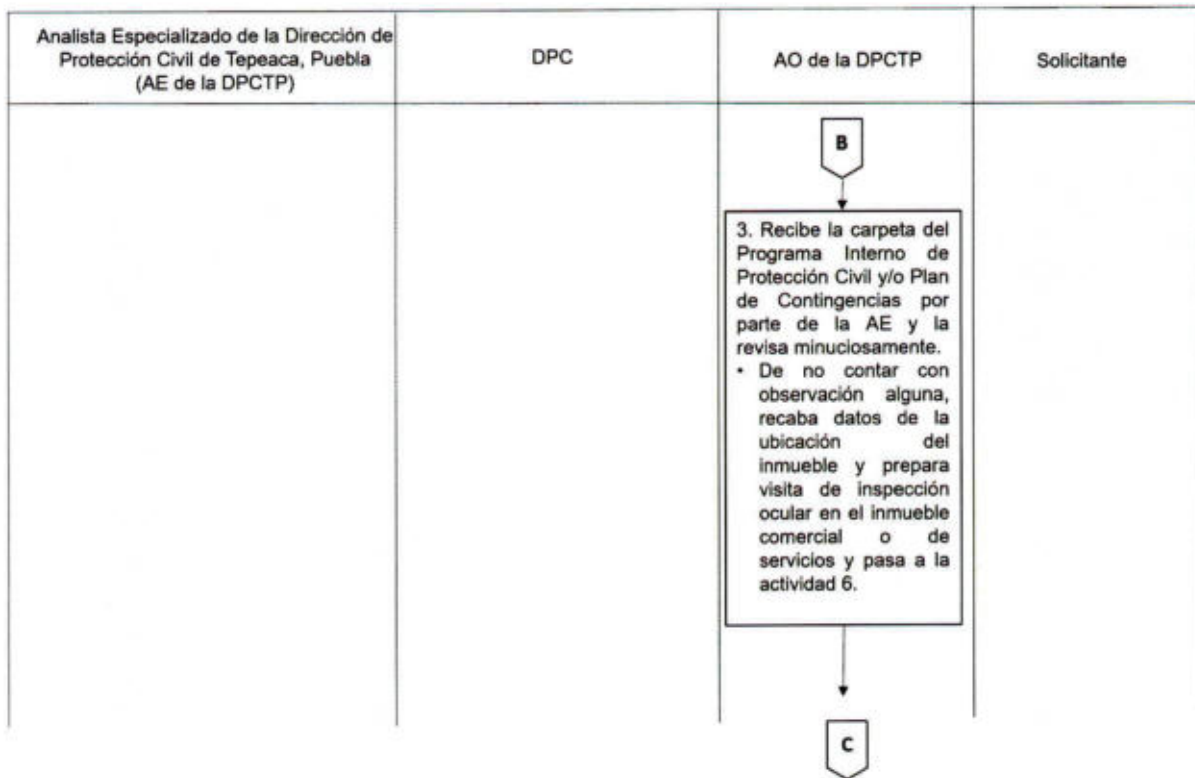 Analista Especializado de la Dirección de
Protección Civil de Tepeaca, Puebla
(AE de la DPCTP)
DPC
AO de la DPCTP
Solicitante
B
3. Recibe la carpeta del
Programa Interno de
Protección Civil y/o Plan
de Contingencias por
parte de la AE y la
revisa minuciosamente.
• De no contar con
observación alguna,
recaba datos de la
ubicación del
inmueble y prepara
visita de inspección
ocular en el inmueble
comercial o de
servicios y pasa a la
actividad 6.
C